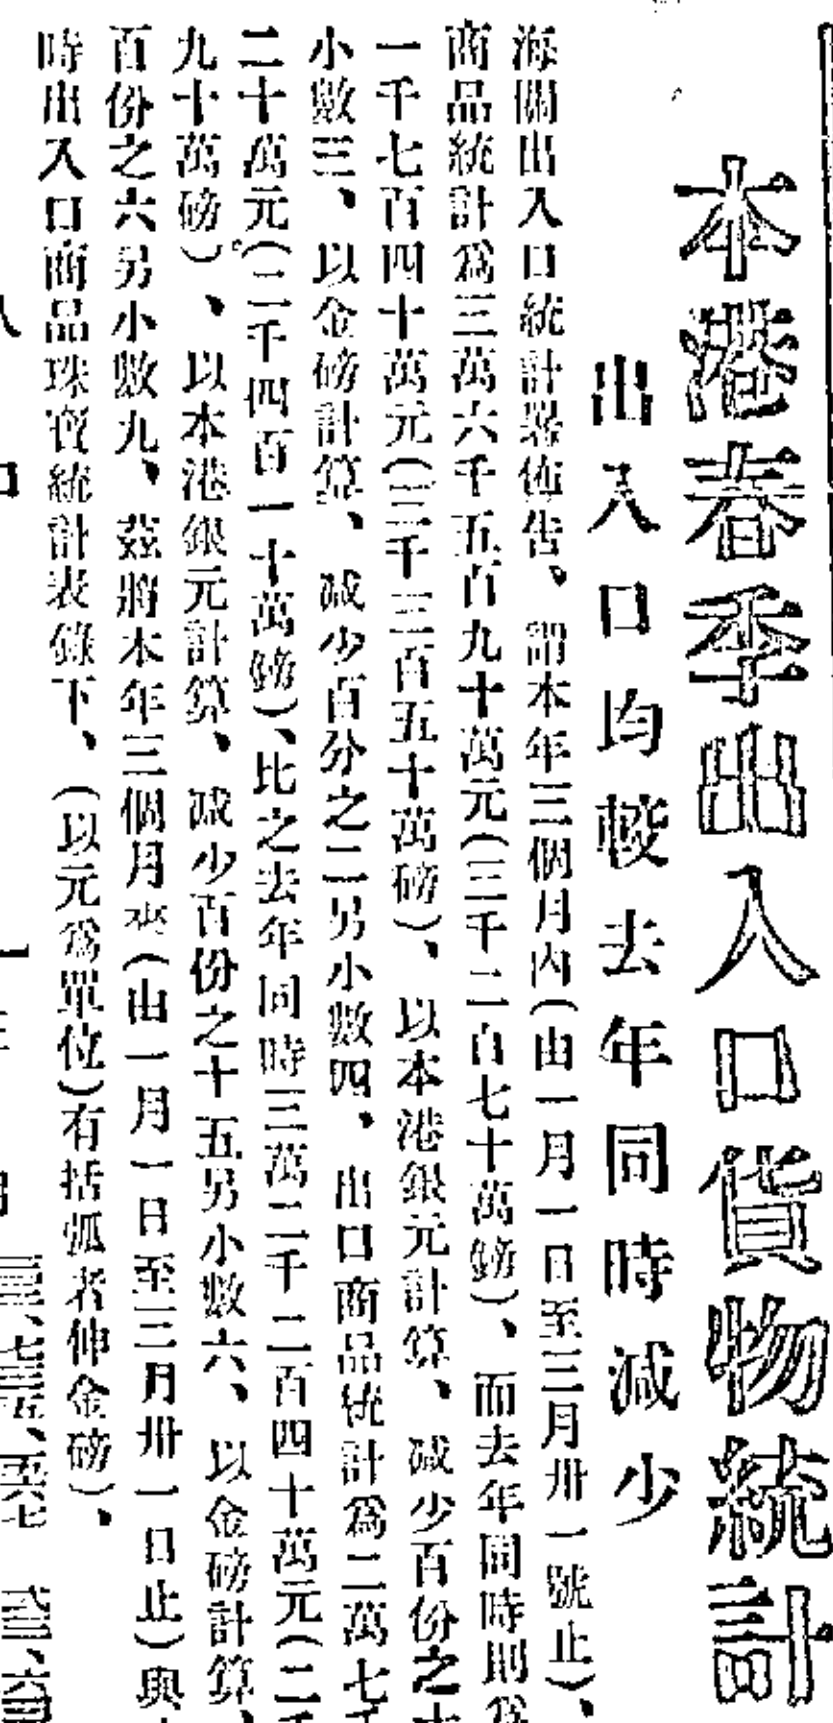 本港春季出入口貨物統計
出入口均較去年同時減少
海關出入口統計署佈告、謂本年三個月內(由一月一日至三月卅一號止)、
商品統計為三萬六千五百九十萬元(三千二百七十萬鎊)、而去年同時則為
一千七百四十萬元(三千三百五十萬磅)、以本港銀元計算、減少百份之十
小數三、以金磅計算、減少百分之二另小數四、出口商品統計為二萬七千
二十萬元(二千四百一十萬鎊)、比之去年同時三萬二千二百四十萬元(二千
九十萬磅)、以本港銀元計算、減少百份之十五另小數六、以金磅計算、
百份之六另小數九、茲將本年三個月來(由一月一日至三月卅一日止)與
時出入口商品珠寶統計表錄下、(以元為單位)有括弧者伸金磅)、